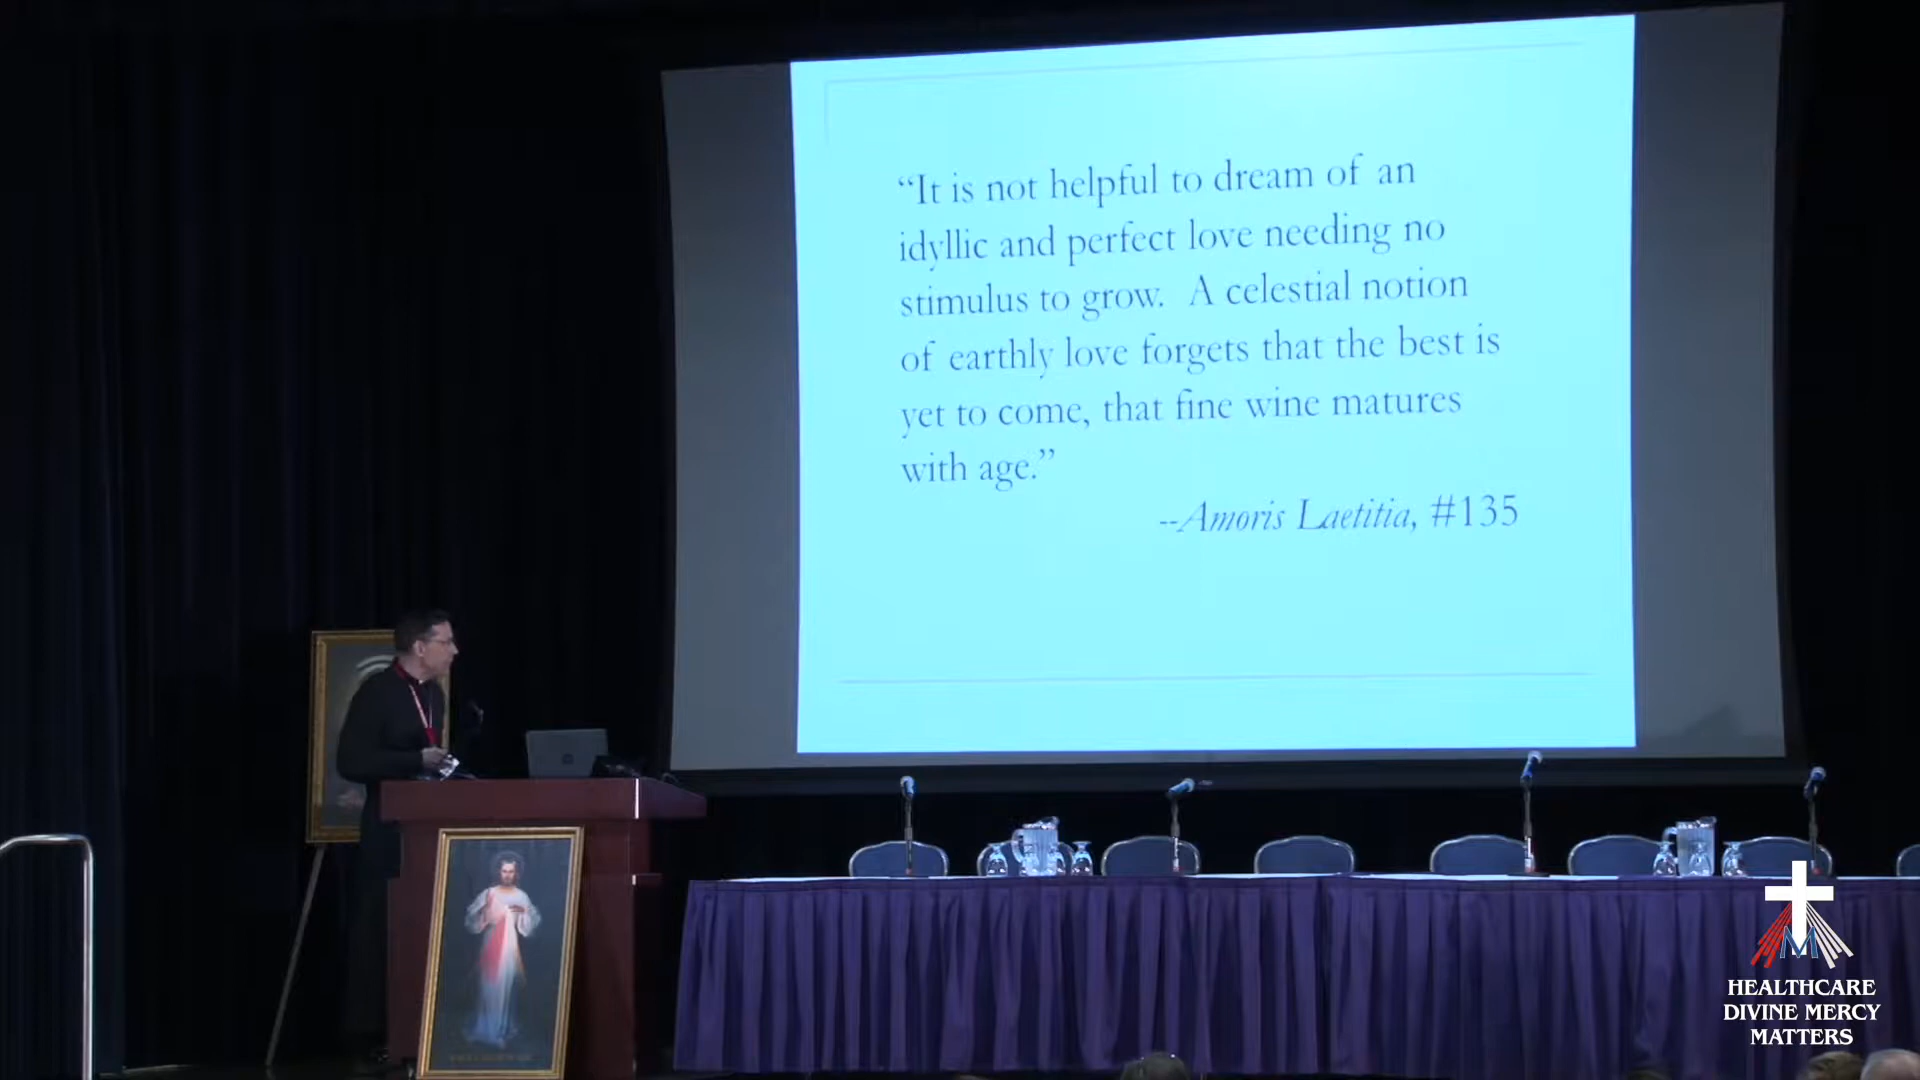 “It is not helpful to dream of an
idyllic and perfect love needing no
stimulus to grow. A celestial notion
of earthly love forgets that the best is
yet to come, that fine wine matures
with age.”
--Amoris Laetitia, #135
HEALTHCARE
DIVINE MERCY
MATTERS